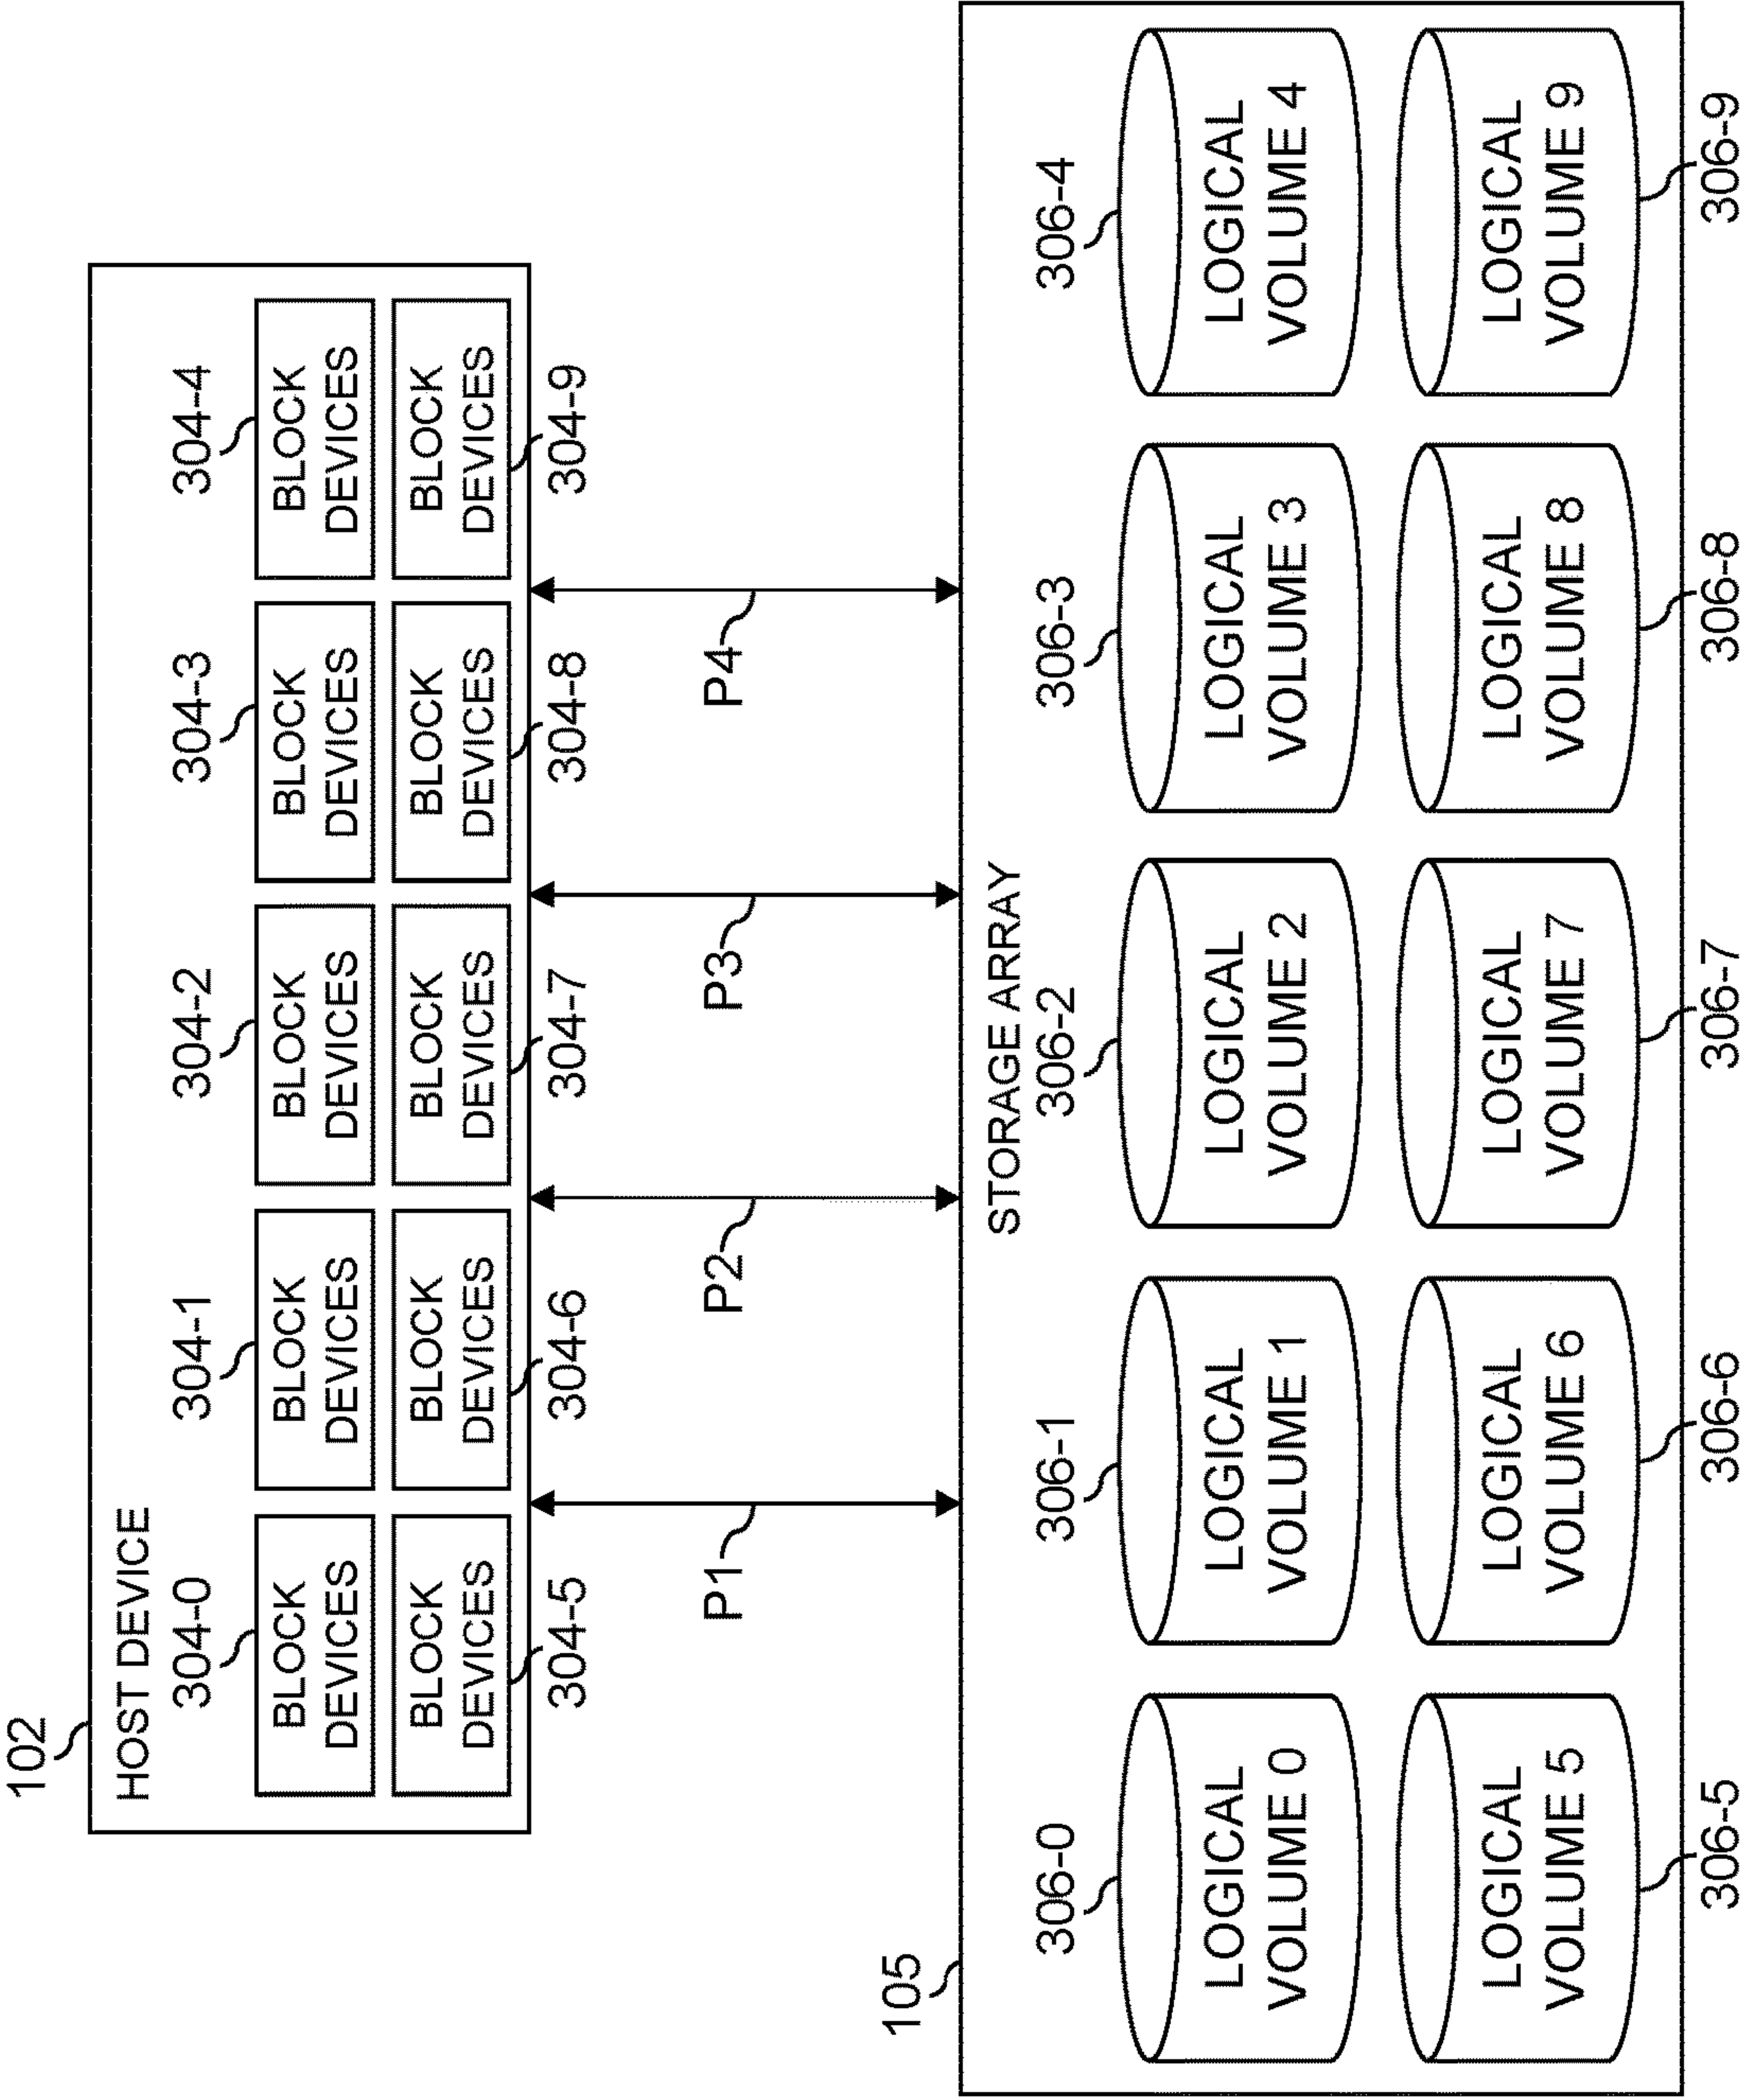 102
HOST DEVICE
304-0
304-1
304-2
304-3
304-4
BLOCK
DEVICES
BLOCK
DEVICES
BLOCK
DEVICES
BLOCK
DEVICES
BLOCK
DEVICES
BLOCK
DEVICES
BLOCK
DEVICES
BLOCK
DEVICES
BLOCK
DEVICES
BLOCK
DEVICES
304-5
304-6
304-7
304-8
304-9
P1
P2
P3
P4
105
STORAGE ARRAY
306-0
306-1
306-2
306-3
306-4
LOGICAL
VOLUME 0
LOGICAL
VOLUME 1
LOGICAL
VOLUME 2
LOGICAL
VOLUME 3
LOGICAL
VOLUME 4
LOGICAL
VOLUME 5
LOGICAL
VOLUME 6
LOGICAL
VOLUME 7
LOGICAL
VOLUME 8
LOGICAL
VOLUME 9
306-5
306-6
306-7
306-8
306-9